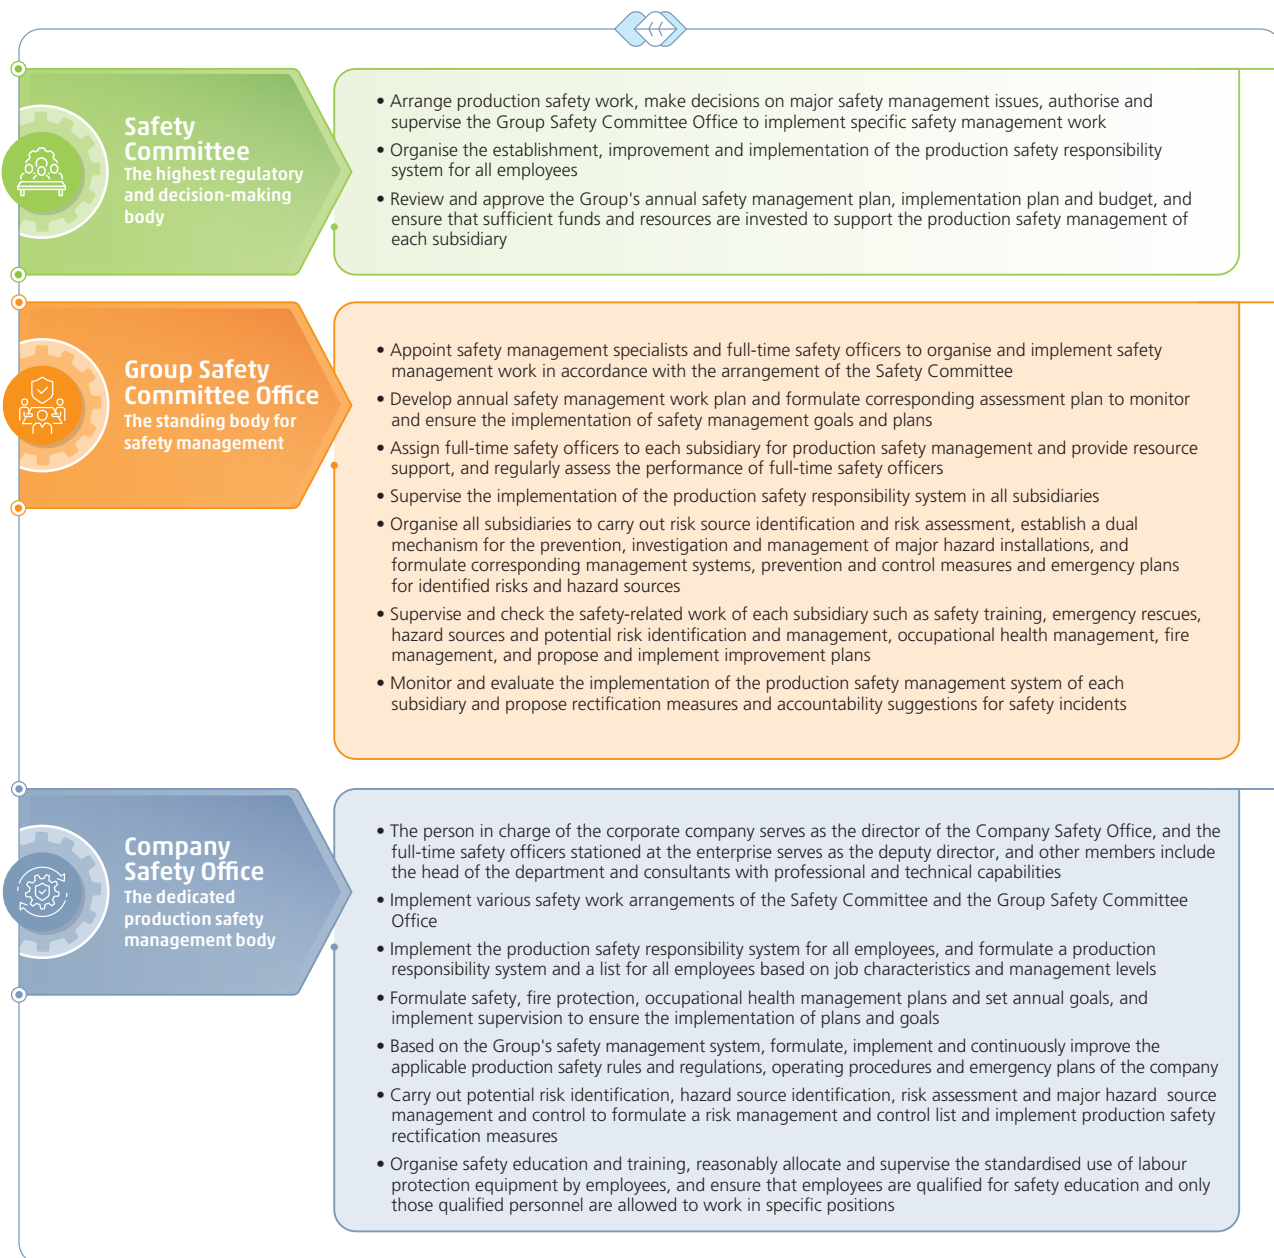 Safety
Committee
The highest regulatory
and decision-making
body
• Arrange production safety work, make decisions on major safety management issues, authorise and
supervise the Group Safety Committee Office to implement specific safety management work
• Organise the establishment, improvement and implementation of the production safety responsibility
system for all employees
• Review and approve the Group's annual safety management plan, implementation plan and budget, and
ensure that sufficient funds and resources are invested to support the production safety management of
each subsidiary
Group Safety
Committee Office
The standing body for
safety management
• Appoint safety management specialists and full-time safety officers to organise and implement safety
management work in accordance with the arrangement of the Safety Committee
• Develop annual safety management work plan and formulate corresponding assessment plan to monitor
and ensure the implementation of safety management goals and plans
• Assign full-time safety officers to each subsidiary for production safety management and provide resource
support, and regularly assess the performance of full-time safety officers
• Supervise the implementation of the production safety responsibility system in all subsidiaries
• Organise all subsidiaries to carry out risk source identification and risk assessment, establish a dual
mechanism for the prevention, investigation and management of major hazard installations, and
formulate corresponding management systems, prevention and control measures and emergency plans
for identified risks and hazard sources
• Supervise and check the safety-related work of each subsidiary such as safety training, emergency rescues,
hazard sources and potential risk identification and management, occupational health management, fire
management, and propose and implement improvement plans
• Monitor and evaluate the implementation of the production safety management system of each
subsidiary and propose rectification measures and accountability suggestions for safety incidents
Company
Safety Office
The dedicated
production safety
management body
• The person in charge of the corporate company serves as the director of the Company Safety Office, and the
full-time safety officers stationed at the enterprise serves as the deputy director, and other members include
the head of the department and consultants with professional and technical capabilities
• Implement various safety work arrangements of the Safety Committee and the Group Safety Committee
Office
• Implement the production safety responsibility system for all employees, and formulate a production
responsibility system and a list for all employees based on job characteristics and management levels
• Formulate safety, fire protection, occupational health management plans and set annual goals, and
implement supervision to ensure the implementation of plans and goals
• Based on the Group's safety management system, formulate, implement and continuously improve the
applicable production safety rules and regulations, operating procedures and emergency plans of the company
• Carry out potential risk identification, hazard source identification, risk assessment and major hazard source
management and control to formulate a risk management and control list and implement production safety
rectification measures
• Organise safety education and training, reasonably allocate and supervise the standardised use of labour
protection equipment by employees, and ensure that employees are qualified for safety education and only
those qualified personnel are allowed to work in specific positions